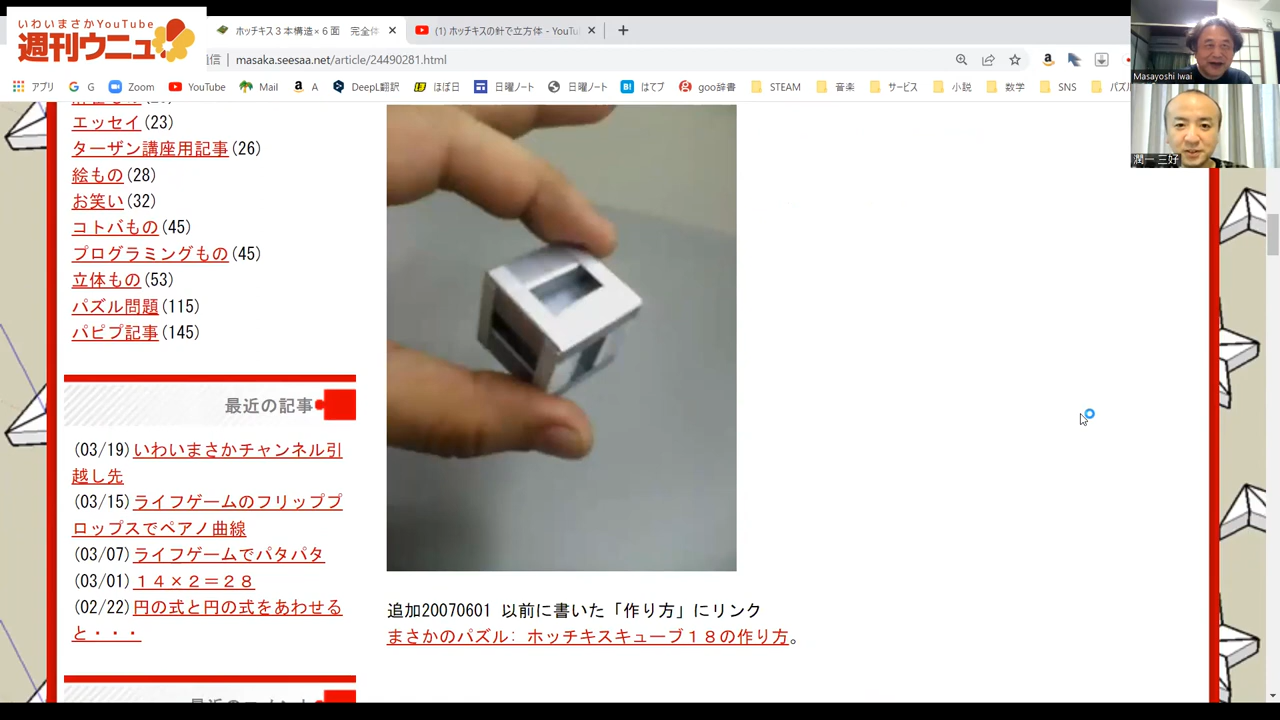 いわいまさかYouTube
週刊ウニュ
ホッチキス３本構造×６面 完全体
(1) ホッチキスの針で立方体 - YouTu
masaka.seesaa.net/article/24490281.html
アプリ G Zoom YouTube Mail A DeepL翻訳 ほぼ日 日曜ノート 日曜ノート はてブ goo辞書 STEAM 音楽 サービス 小説 数学 SNS パズル
Masayoshi Iwai
潤一 三好
エッセイ(23)
ターザン講座用記事(26)
絵もの(28)
お笑い(32)
コトバもの(45)
プログラミングもの(45)
立体もの(53)
パズル問題(115)
パピプ記事(145)
最近の記事
(03/19)いわいまさかチャンネル引
越し先
(03/15)ライフゲームのフリッププ
ロップスでペアノ曲線
(03/07)ライフゲームでパタパタ
(03/01)１４×２＝２８
(02/22)円の式と円の式をあわせる
と・・・
追加20070601 以前に書いた「作り方」にリンク
まさかのパズル: ホッチキスキューブ１８の作り方。